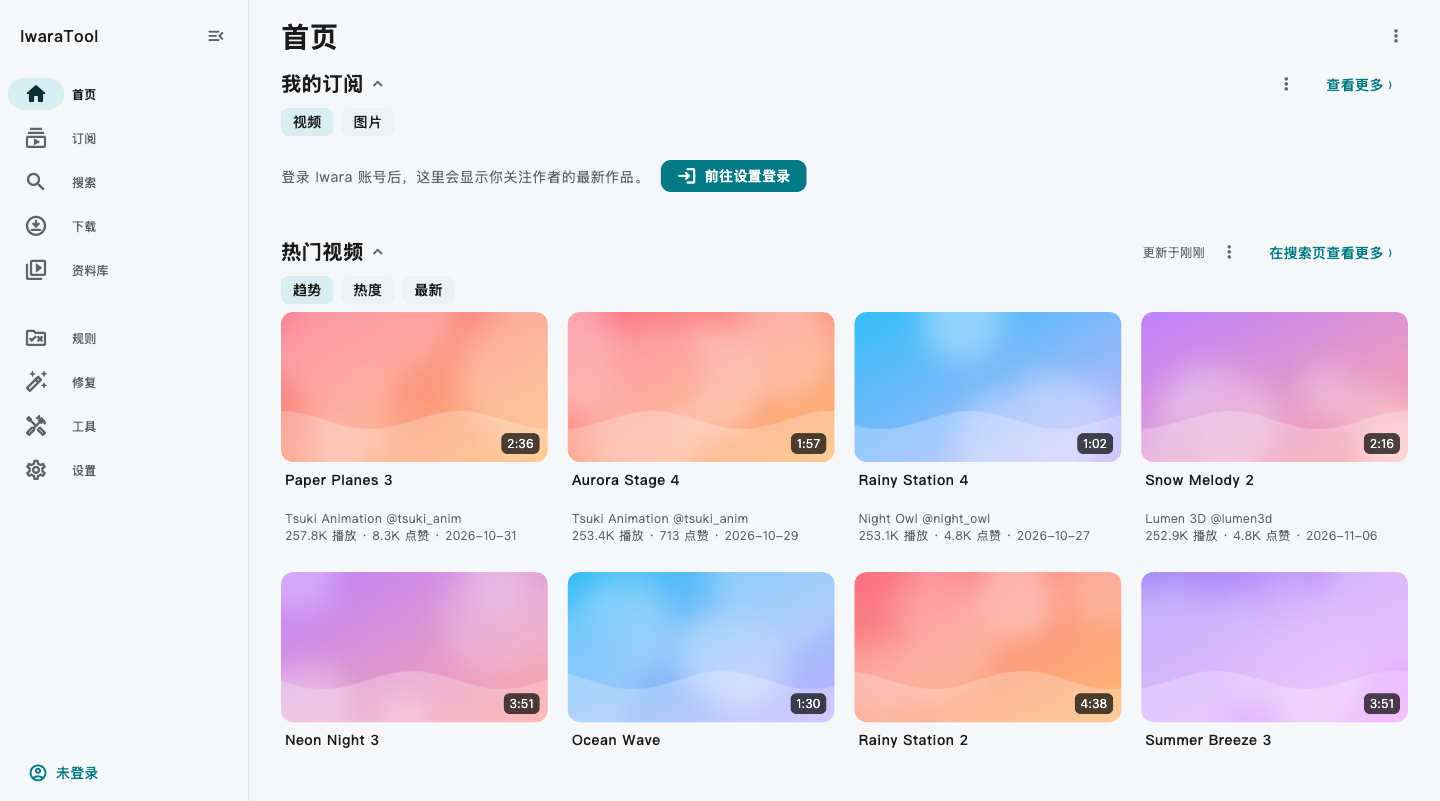 IwaraTool
首页
订阅
搜索
下载
资料库
规则
修复
工具
设置
未登录
首页
我的订阅
查看更多 ›
视频 图片
登录 Iwara 账号后，这里会显示你关注作者的最新作品。 前往设置登录
热门视频
更新于刚刚 在搜索页查看更多 ›
趋势 热度 最新
2:36 1:57 1:02 2:16
Paper Planes 3 Aurora Stage 4 Rainy Station 4 Snow Melody 2
Tsuki Animation @tsuki_anim Tsuki Animation @tsuki_anim Night Owl @night_owl Lumen 3D @lumen3d
257.8K 播放 · 8.3K 点赞 · 2026-10-31 253.4K 播放 · 713 点赞 · 2026-10-29 253.1K 播放 · 4.8K 点赞 · 2026-10-27 252.9K 播放 · 4.8K 点赞 · 2026-11-06
3:51 1:30 4:38 3:51
Neon Night 3 Ocean Wave Rainy Station 2 Summer Breeze 3